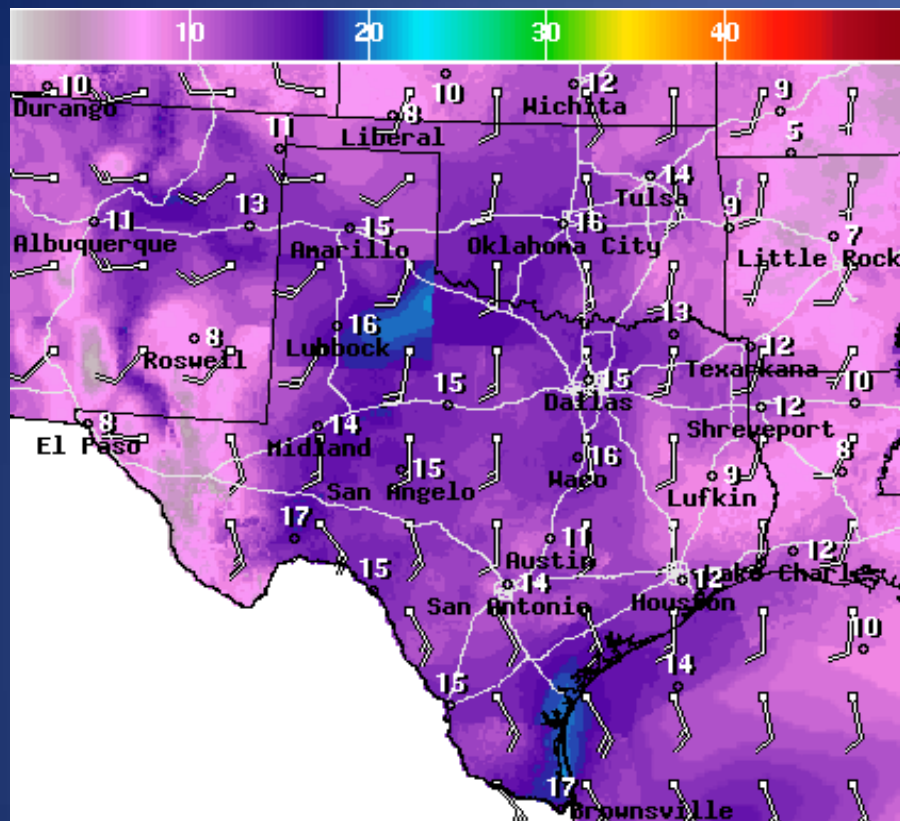 10 20 30 40
10 10 12 9
Durango Wichita
8
Liberal
11 5
14
Tulsa
13 15 16 9
11 7
Albuquerque Amarillo Oklahoma City Little Rock
16 13
8 Lubbock 12
Roswell Texarkana
15 15 10
Dallas
8 14 12
El Paso Midland Shreveport
15 16 9 8
San Angelo Waco Lufkin
17 11 12
Austin
15 14 12 Lake Charles
San Antonio Houston
10
14
15
17
Brownsville